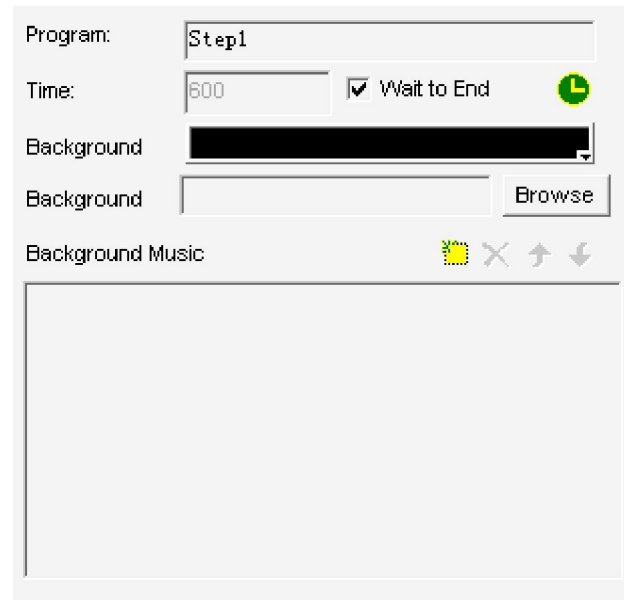 Program: Step1
Time: 600 Wait to End
Background
Background Browse
Background Music